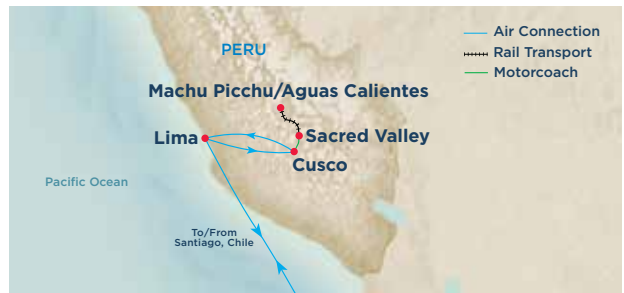 Air Connection
PERU
Rail Transport
Motorcoach
Machu Picchu/Aguas Calientes
Lima
Sacred Valley
Cusco
Pacific Ocean
To/From
Santiago, Chile